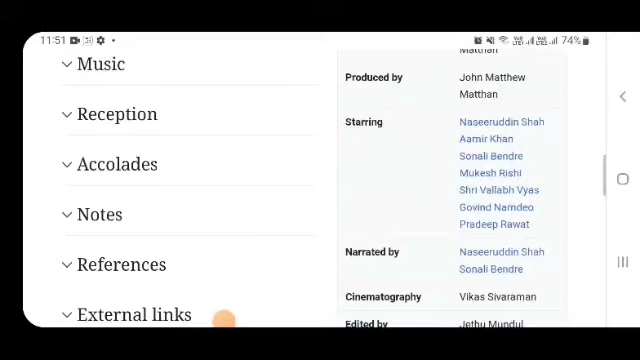 11:51
74%
Music
Reception
Accolades
Notes
References
External links
Matthan
Produced by
John Matthew
Matthan
Starring
Naseeruddin Shah
Aamir Khan
Sonali Bendre
Mukesh Rishi
Shri Vallabh Vyas
Govind Namdeo
Pradeep Rawat
Narrated by
Naseeruddin Shah
Sonali Bendre
Cinematography
Vikas Sivaraman
Edited by
Jethu Mundul